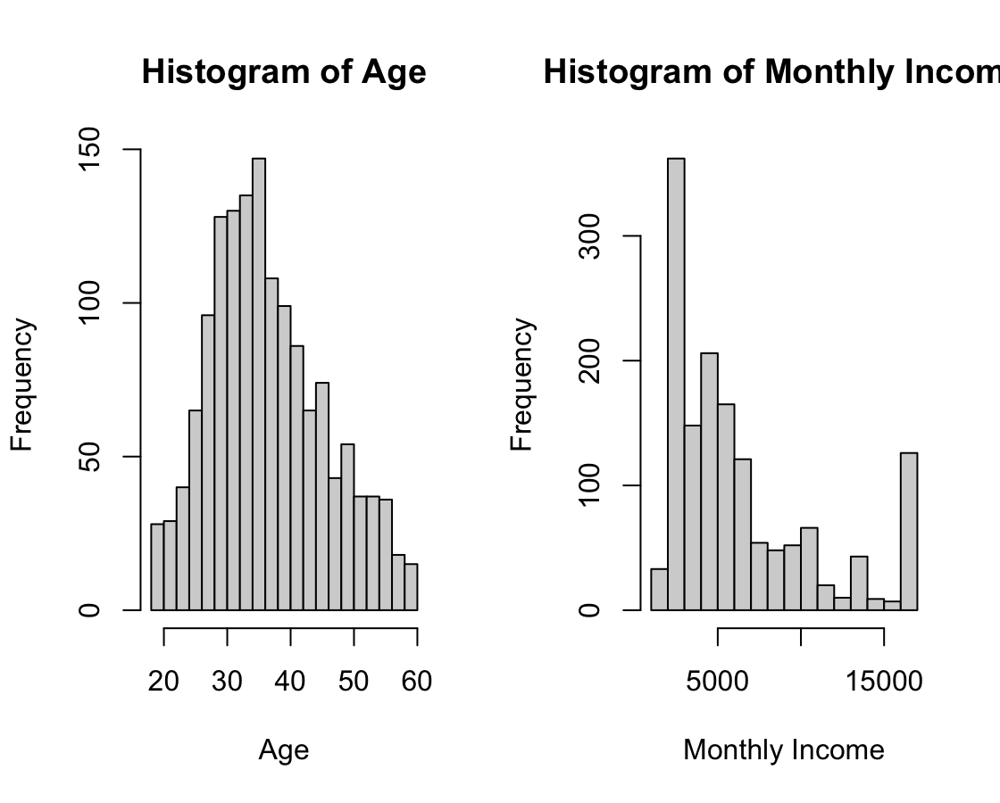 Histogram of Age
150
100
50
0
Frequency
20 30 40 50 60
Age
Histogram of Monthly Incom
300
200
100
0
Frequency
5000 15000
Monthly Income